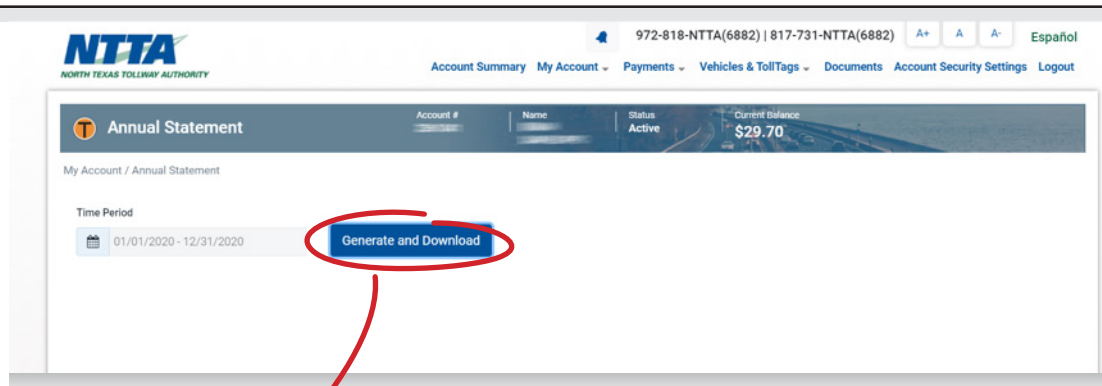 NTTA
NORTH TEXAS TOLLWAY AUTHORITY
972-818-NTTA(6882) | 817-731-NTTA(6882) A+ A A- Español
Account Summary My Account Payments Vehicles & TollTags Documents Account Security Settings Logout
T Annual Statement
Account #
Name
Status
Active
Current Balance
$29.70
My Account / Annual Statement
Time Period
01/01/2020 - 12/31/2020
Generate and Download